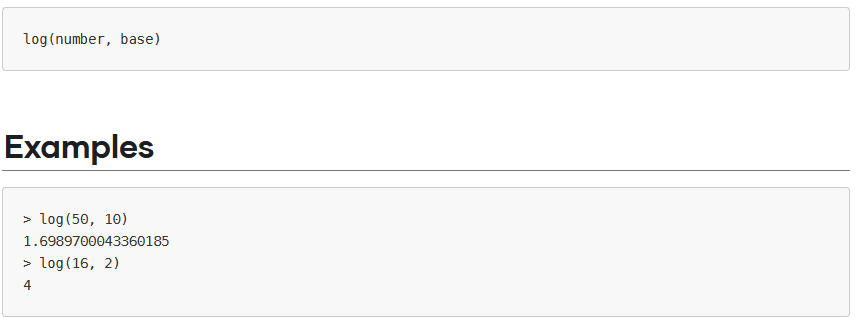 log(number, base)
Examples
> log(50, 10)
1.6989700043360185
> log(16, 2)
4